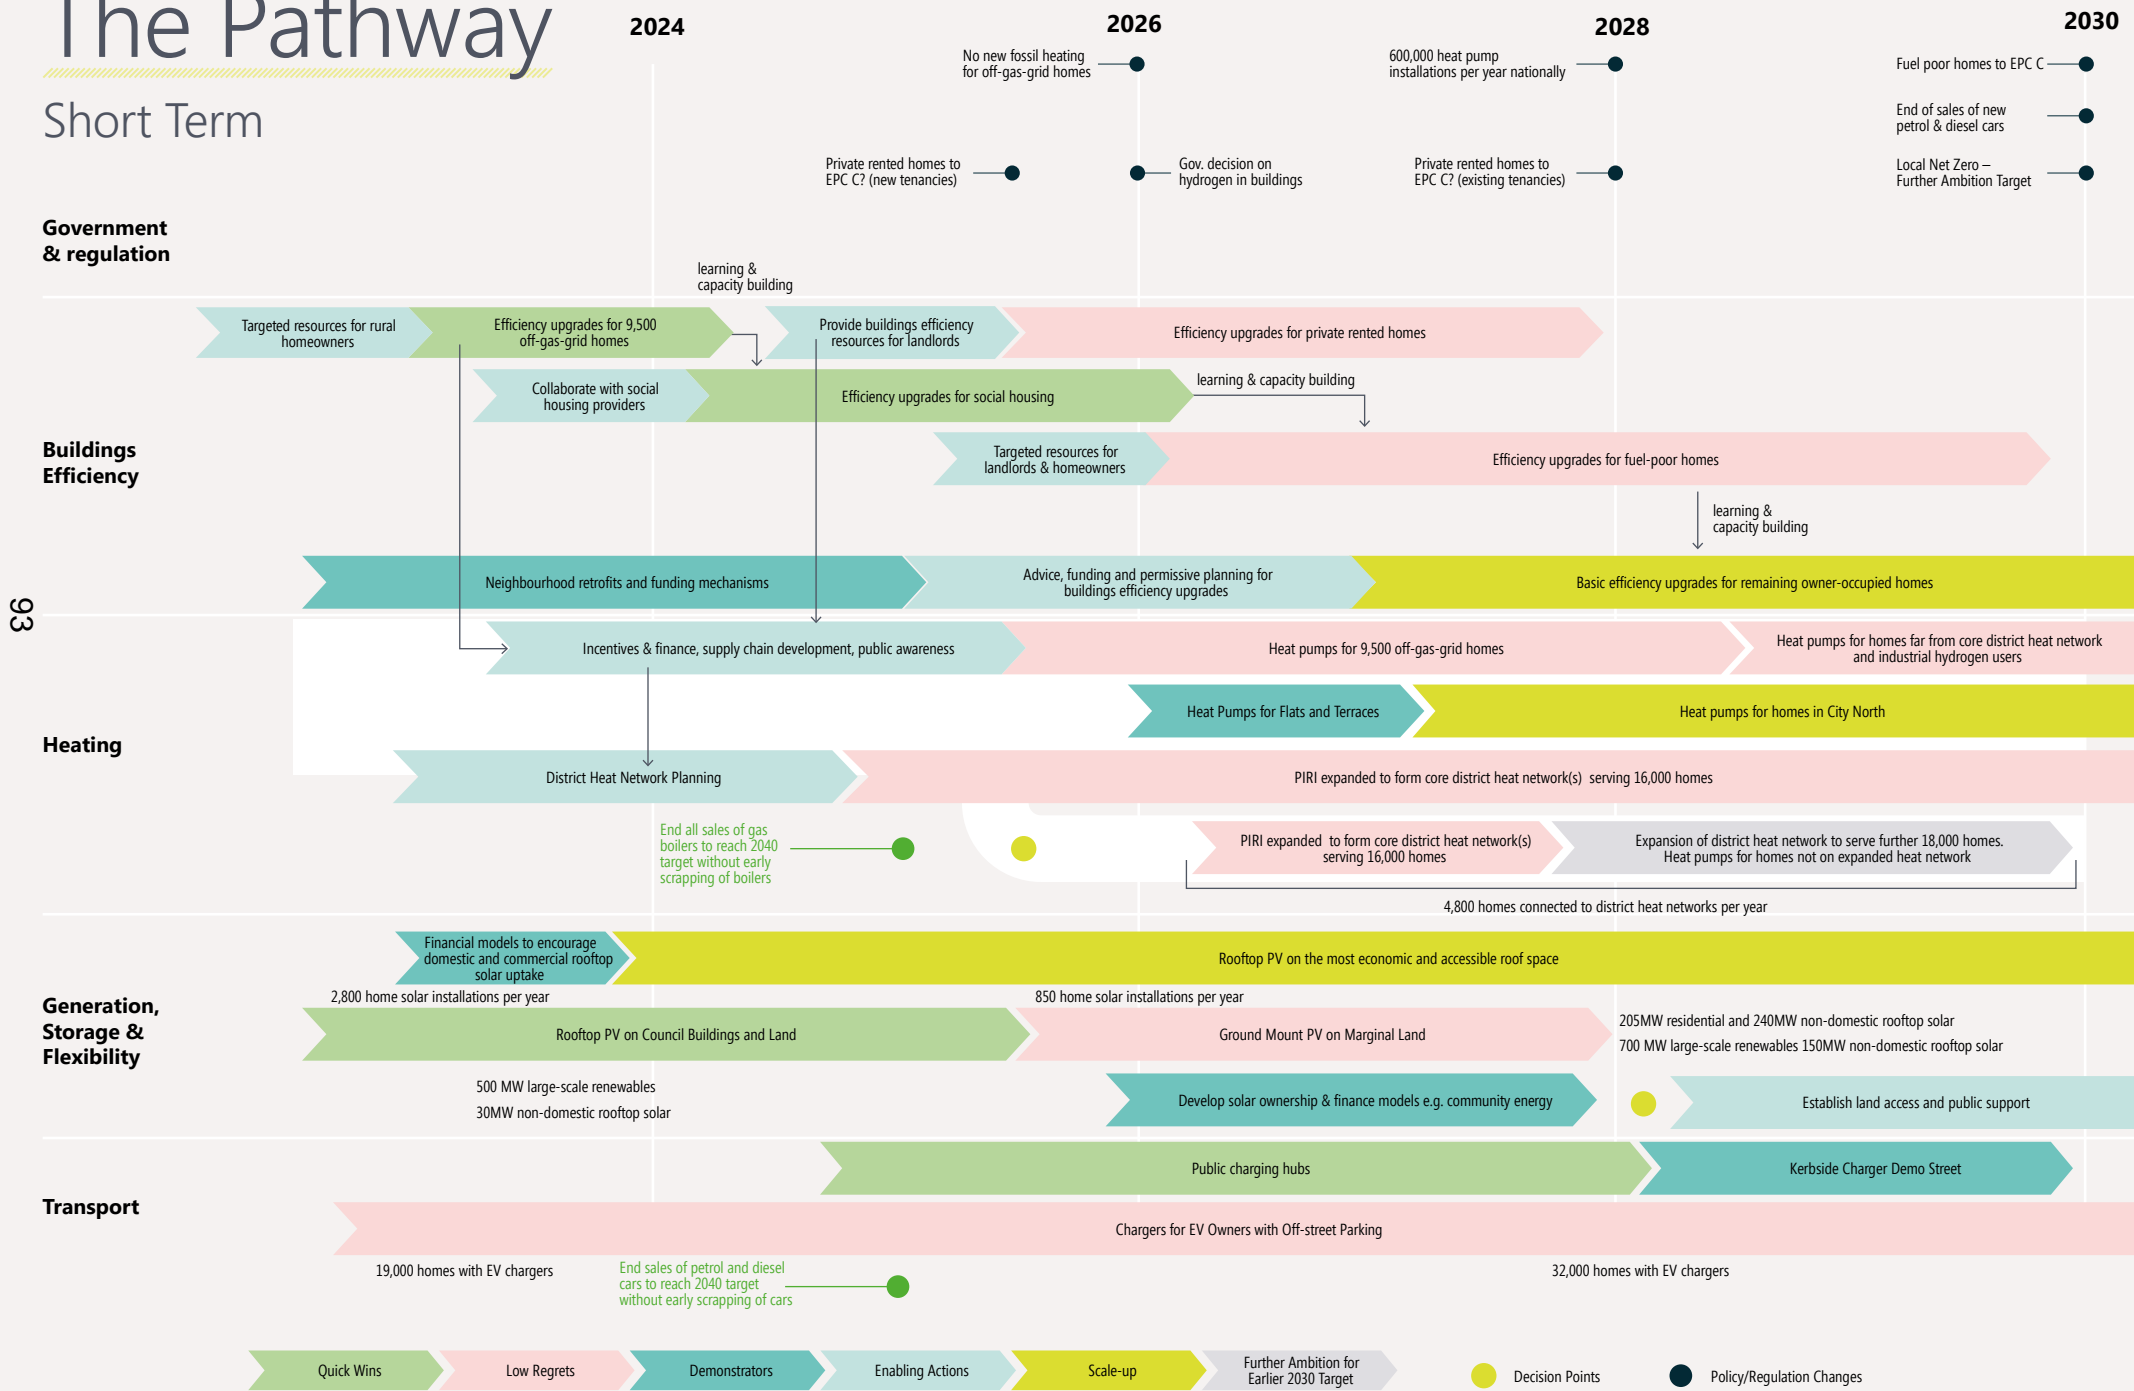 The Pathway
Short Term
2024
2026
2028
2030
No new fossil heating
for off-gas-grid homes
600,000 heat pump
installations per year nationally
Fuel poor homes to EPC C
End of sales of new
petrol & diesel cars
Private rented homes to
EPC C? (new tenancies)
Gov. decision on
hydrogen in buildings
Private rented homes to
EPC C? (existing tenancies)
Local Net Zero –
Further Ambition Target
Government
& regulation
learning &
capacity building
Targeted resources for rural
homeowners
Efficiency upgrades for 9,500
off-gas-grid homes
Provide buildings efficiency
resources for landlords
Efficiency upgrades for private rented homes
Collaborate with social
housing providers
Efficiency upgrades for social housing
learning & capacity building
Buildings
Efficiency
Targeted resources for
landlords & homeowners
Efficiency upgrades for fuel-poor homes
learning &
capacity building
Neighbourhood retrofits and funding mechanisms
Advice, funding and permissive planning for
buildings efficiency upgrades
Basic efficiency upgrades for remaining owner-occupied homes
93
Incentives & finance, supply chain development, public awareness
Heat pumps for 9,500 off-gas-grid homes
Heat pumps for homes far from core district heat network
and industrial hydrogen users
Heat Pumps for Flats and Terraces
Heat pumps for homes in City North
Heating
District Heat Network Planning
PIRI expanded to form core district heat network(s) serving 16,000 homes
End all sales of gas
boilers to reach 2040
target without early
scrapping of boilers
PIRI expanded to form core district heat network(s)
serving 16,000 homes
Expansion of district heat network to serve further 18,000 homes.
Heat pumps for homes not on expanded heat network
4,800 homes connected to district heat networks per year
Financial models to encourage
domestic and commercial rooftop
solar uptake
Rooftop PV on the most economic and accessible roof space
2,800 home solar installations per year
850 home solar installations per year
Generation,
Storage &
Flexibility
Rooftop PV on Council Buildings and Land
Ground Mount PV on Marginal Land
205MW residential and 240MW non-domestic rooftop solar
700 MW large-scale renewables 150MW non-domestic rooftop solar
500 MW large-scale renewables
30MW non-domestic rooftop solar
Develop solar ownership & finance models e.g. community energy
Establish land access and public support
Public charging hubs
Kerbside Charger Demo Street
Transport
Chargers for EV Owners with Off-street Parking
19,000 homes with EV chargers
End sales of petrol and diesel
cars to reach 2040 target
without early scrapping of cars
32,000 homes with EV chargers
Quick Wins
Low Regrets
Demonstrators
Enabling Actions
Scale-up
Further Ambition for
Earlier 2030 Target
Decision Points
Policy/Regulation Changes